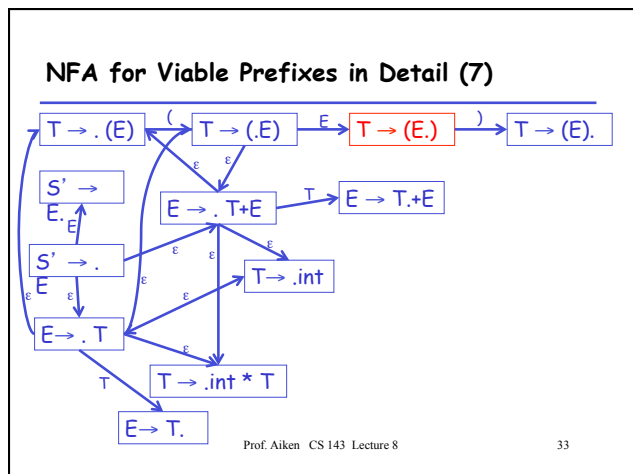 NFA for Viable Prefixes in Detail (7)
T → . (E)
(
T → (.E)
E
T → (E.)
)
T → (E).
ε
ε
S' →
E.
E
E → . T+E
T
E → T.+E
S' → .
E
ε
ε
ε
T→ .int
ε
ε
ε
ε
E→ . T
ε
T
T → .int * T
E→ T.
Prof. Aiken CS 143 Lecture 8
33